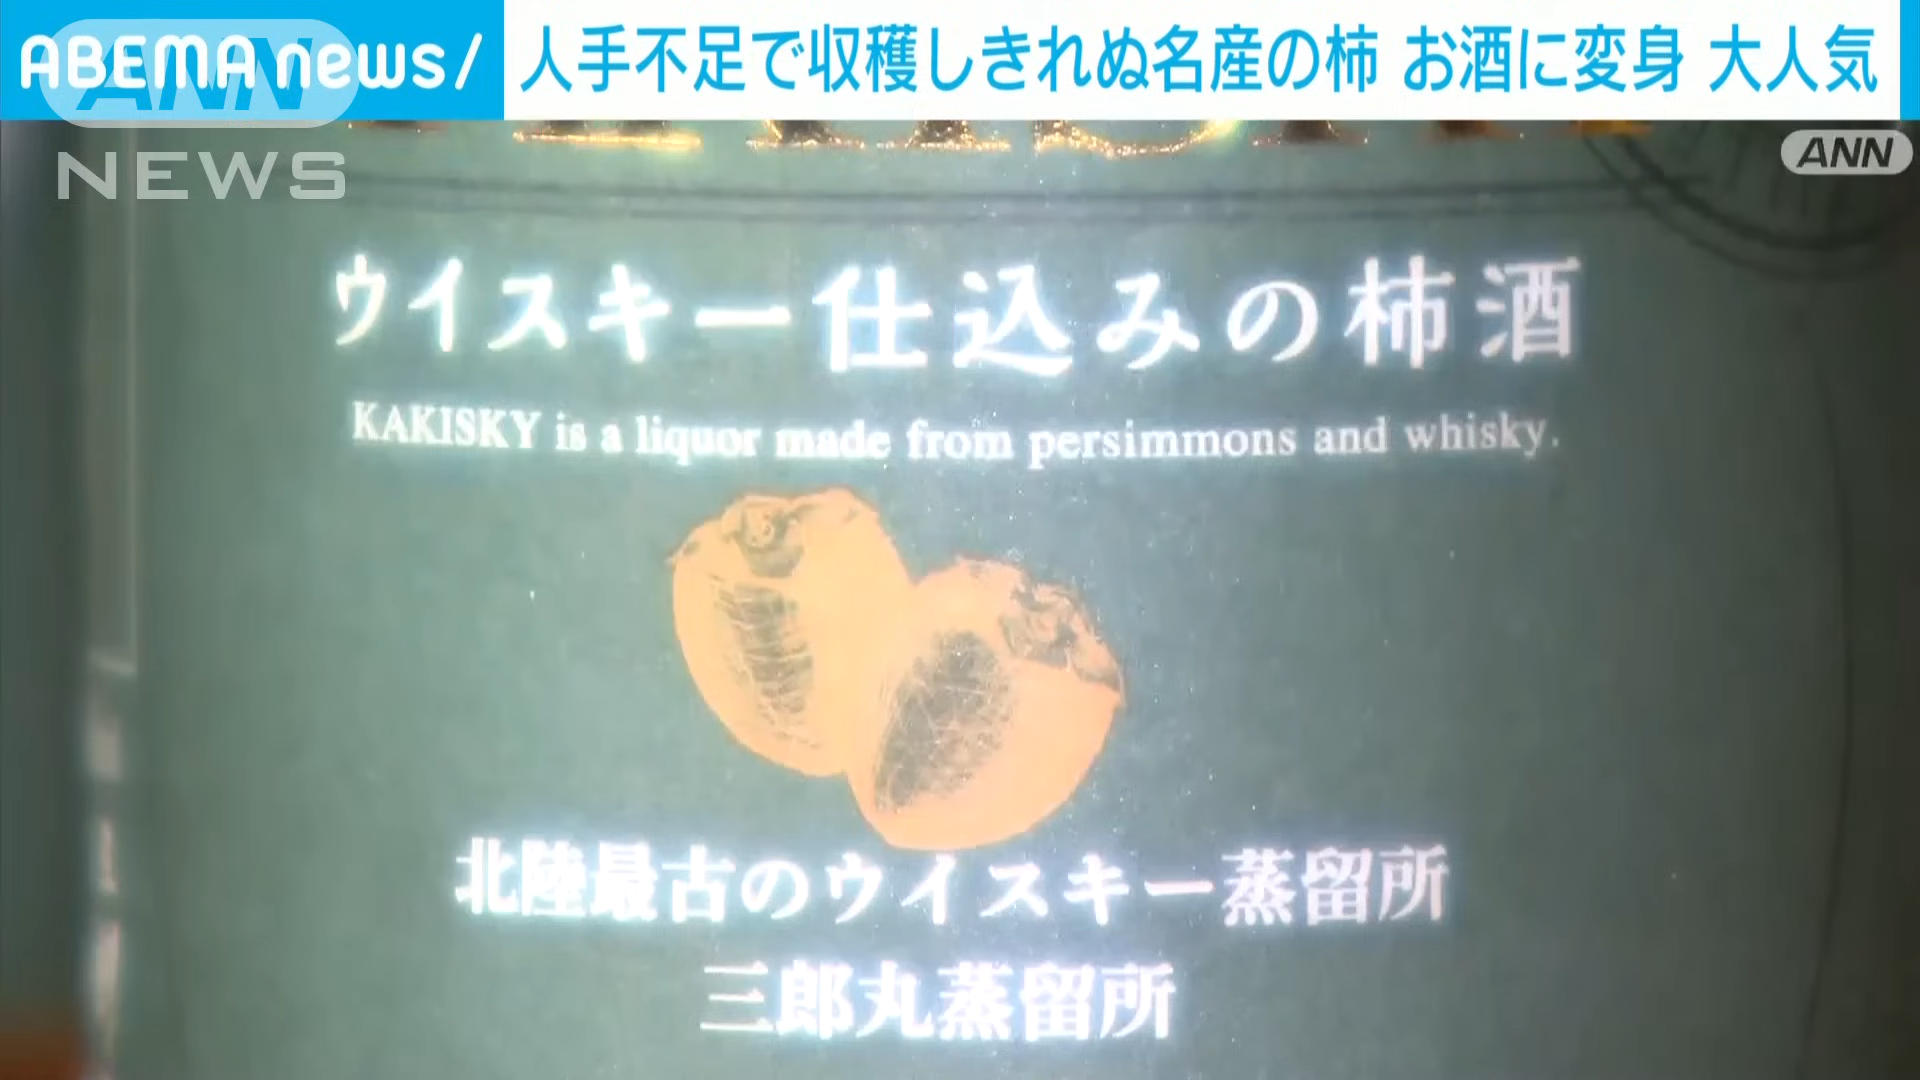 ABEMA news/
人手不足で収穫しきれぬ名産の柿 お酒に変身 大人気
ANN
NEWS
ANN
ウイスキー仕込みの柿酒
KAKISKY is a liquor made from persimmons and whisky.
北陸最古のウイスキー蒸留所
三郎丸蒸留所